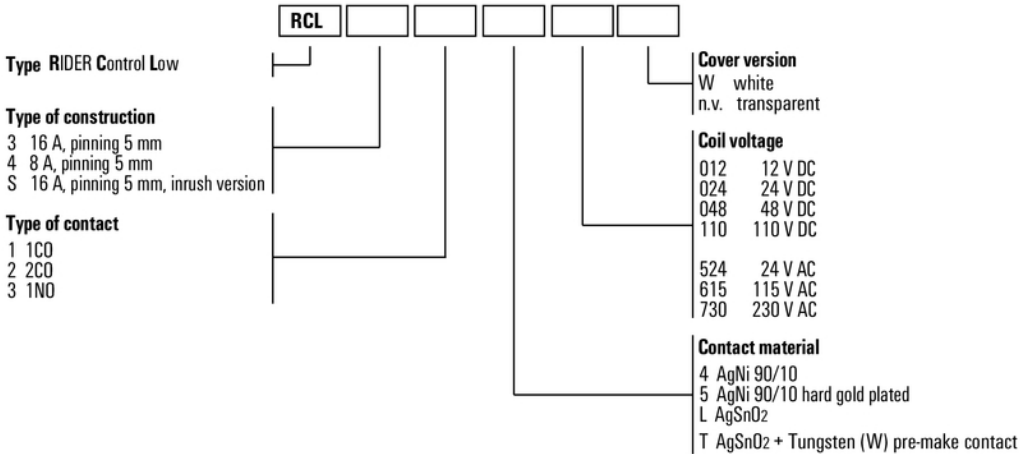 RCL
Type RIDER Control Low
Type of construction
3 16 A, pinning 5 mm
4 8 A, pinning 5 mm
S 16 A, pinning 5 mm, inrush version
Type of contact
1 1CO
2 2CO
3 1NO
Cover version
W white
n.v. transparent
Coil voltage
012 12 V DC
024 24 V DC
048 48 V DC
110 110 V DC
524 24 V AC
615 115 V AC
730 230 V AC
Contact material
4 AgNi 90/10
5 AgNi 90/10 hard gold plated
L AgSnO2
T AgSnO2 + Tungsten (W) pre-make contact